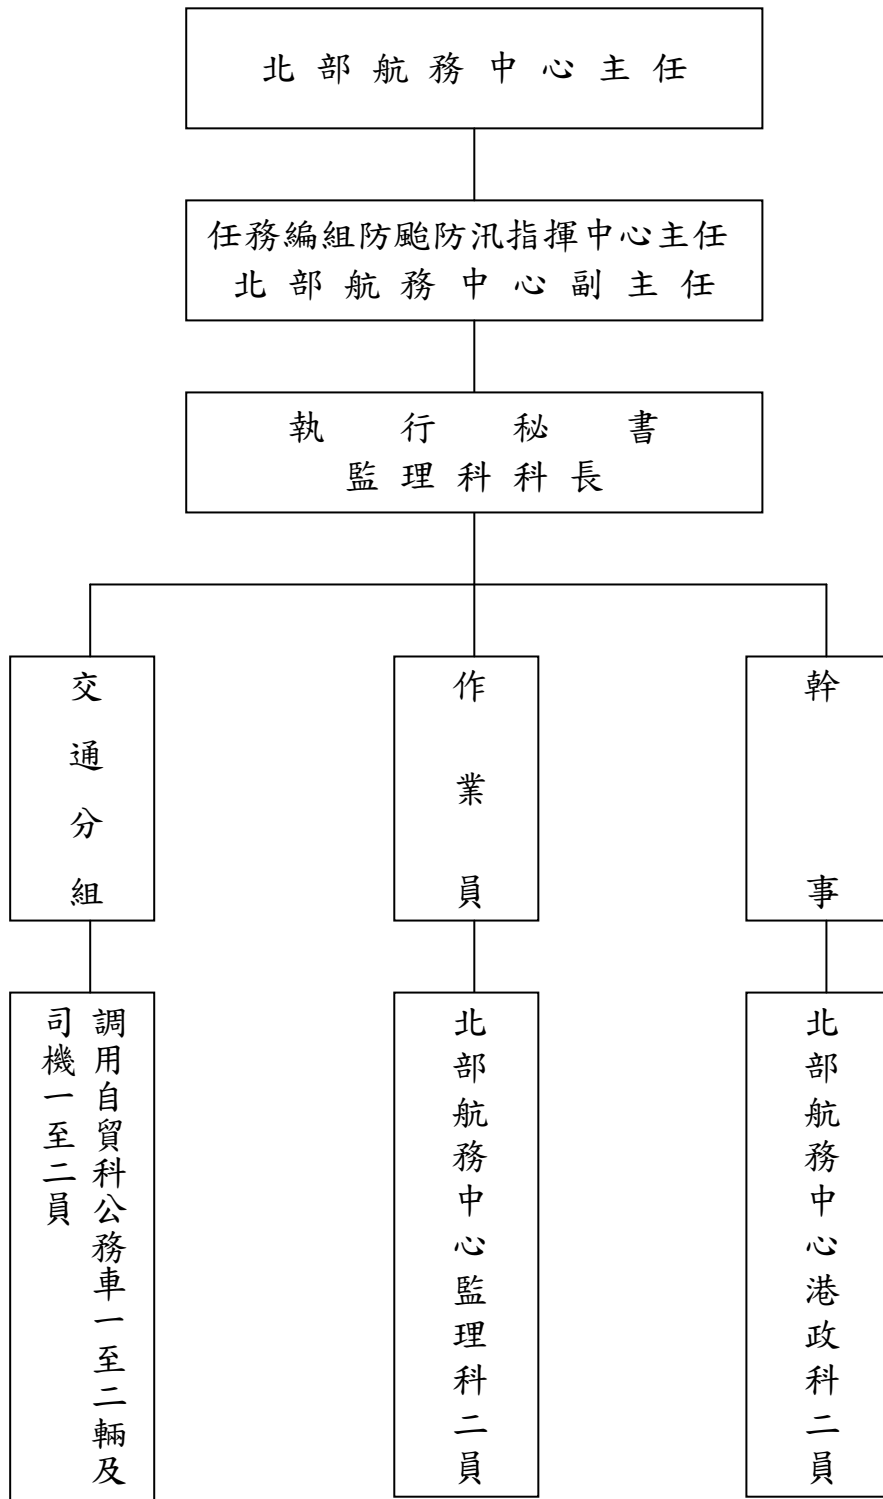 北部航務中心主任
任務編組防颱防汛指揮中心主任
北部航務中心副主任
執行秘書
監理科科長
交通分組
作業員
幹事
調用自貿科公務車一至二輛及
司機一至二員
北部航務中心監理科二員
北部航務中心港政科二員